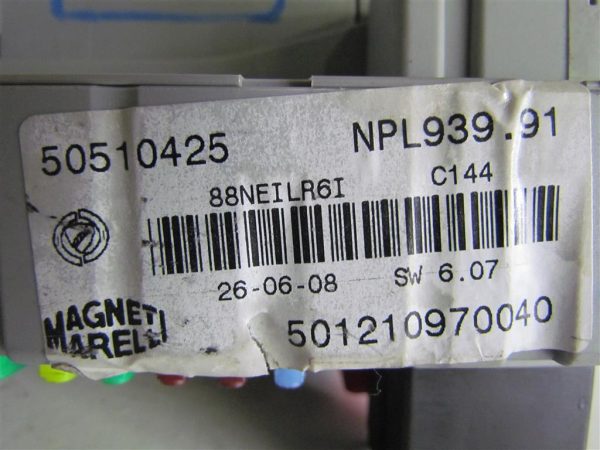 50510425 NPL939.91
88NEILR6I C144
26-06-08 SW 6.07
MAGNETI
MARELLI
501210970040